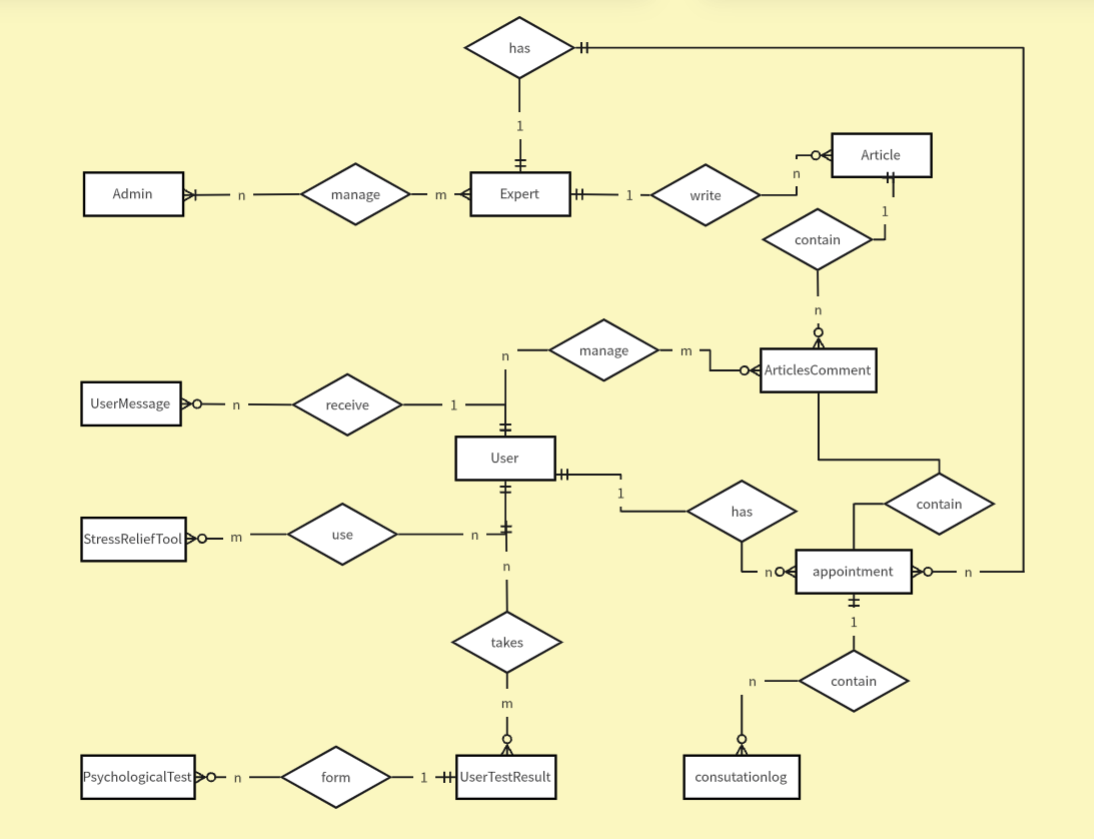 has
1
Article
Admin
n
manage
m
Expert
1
write
n
1
contain
n
n
manage
m
ArticlesComment
UserMessage
n
receive
1
User
1
has
contain
StressReliefTool
m
use
n
n
n
appointment
n
1
takes
n
contain
m
PsychologicalTest
n
form
1
UserTestResult
consutationlog